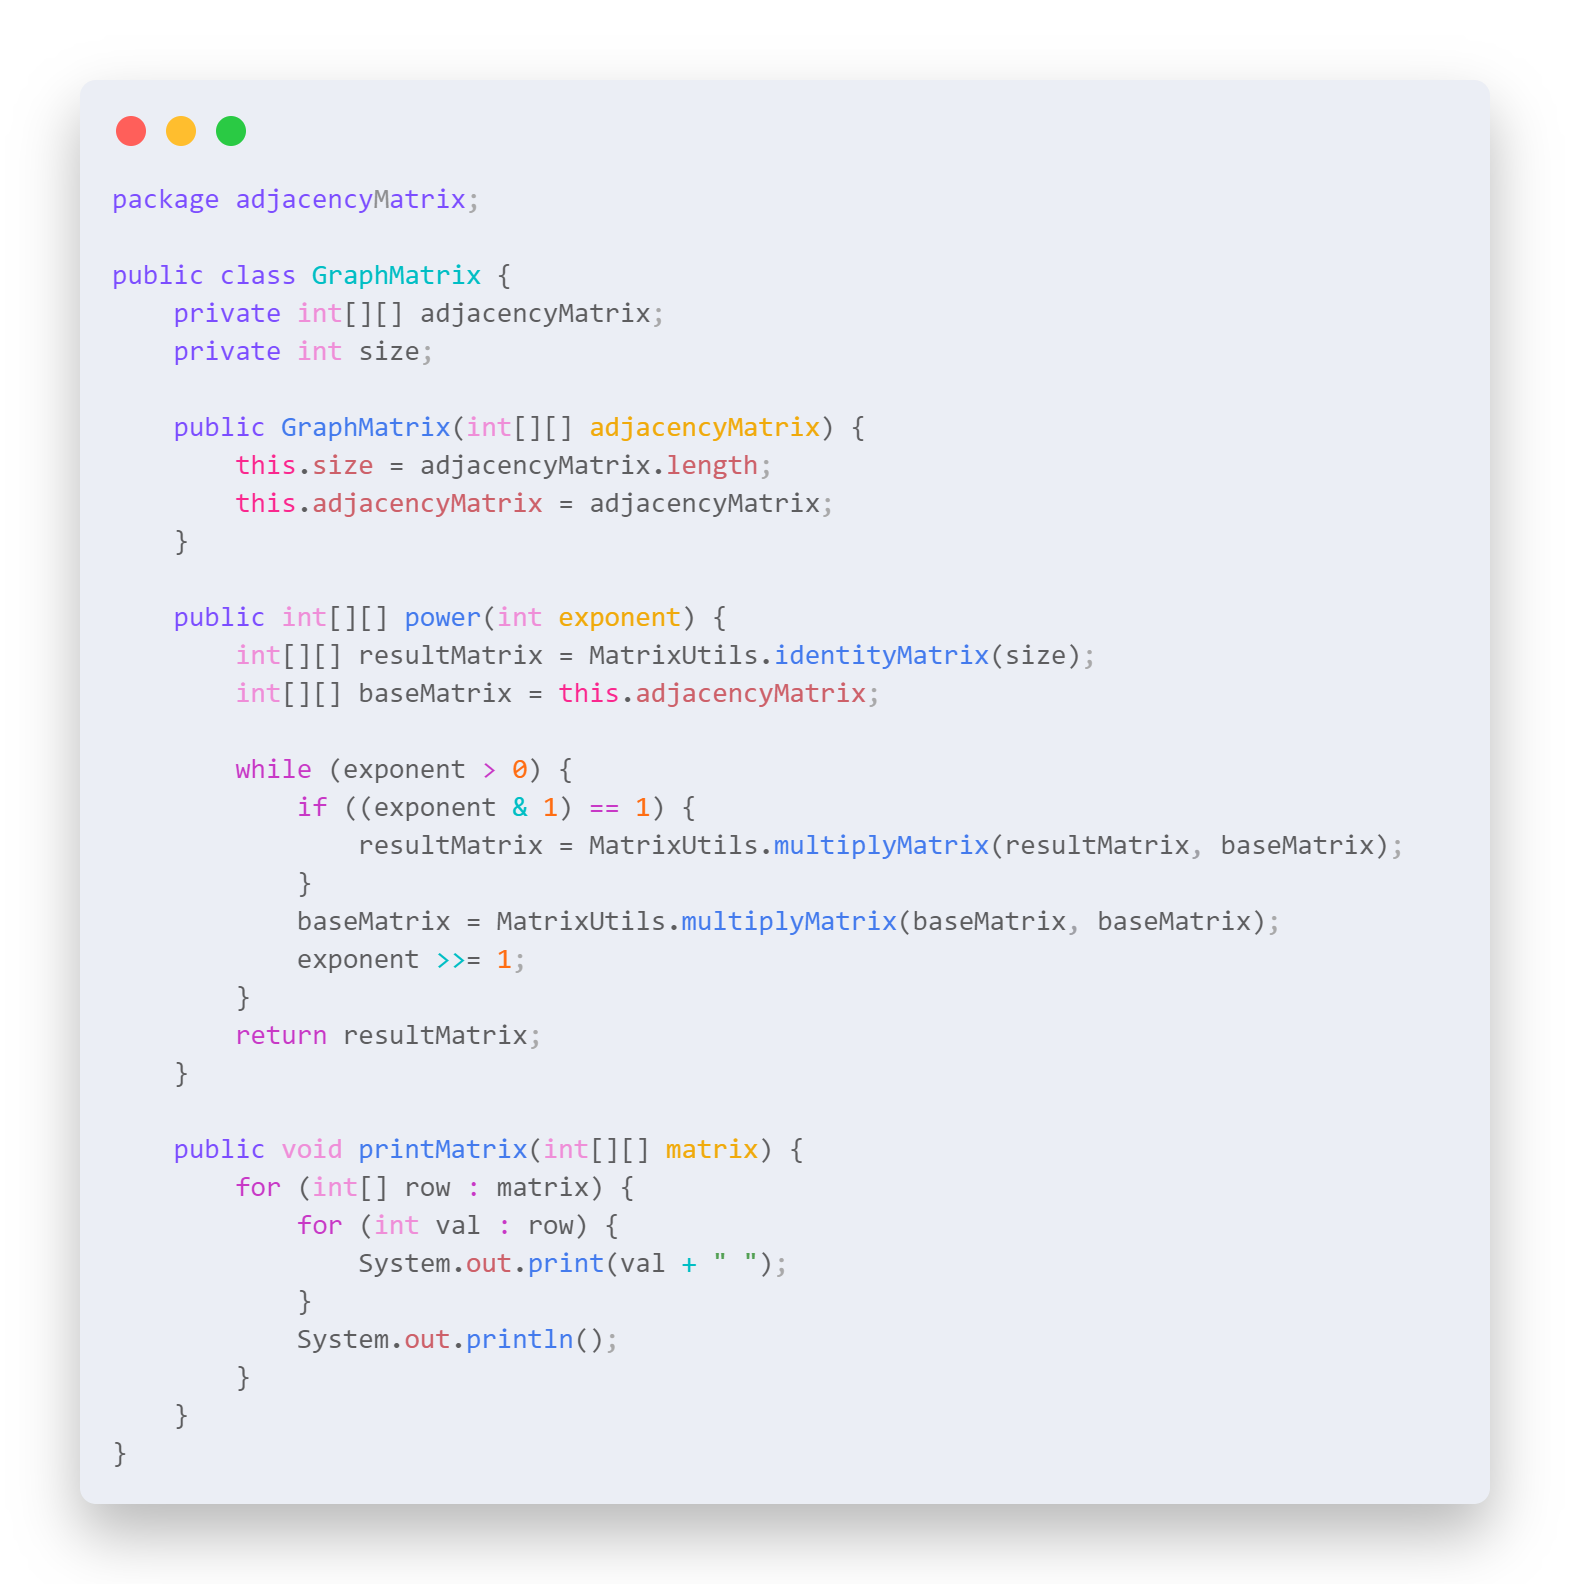 package adjacencyMatrix;
public class GraphMatrix {
    private int[][] adjacencyMatrix;
    private int size;
    public GraphMatrix(int[][] adjacencyMatrix) {
        this.size = adjacencyMatrix.length;
        this.adjacencyMatrix = adjacencyMatrix;
    }
    public int[][] power(int exponent) {
        int[][] resultMatrix = MatrixUtils.identityMatrix(size);
        int[][] baseMatrix = this.adjacencyMatrix;
        while (exponent > 0) {
            if ((exponent & 1) == 1) {
                resultMatrix = MatrixUtils.multiplyMatrix(resultMatrix, baseMatrix);
            }
            baseMatrix = MatrixUtils.multiplyMatrix(baseMatrix, baseMatrix);
            exponent >>= 1;
        }
        return resultMatrix;
    }
    public void printMatrix(int[][] matrix) {
        for (int[] row : matrix) {
            for (int val : row) {
                System.out.print(val + " ");
            }
            System.out.println();
        }
    }
}